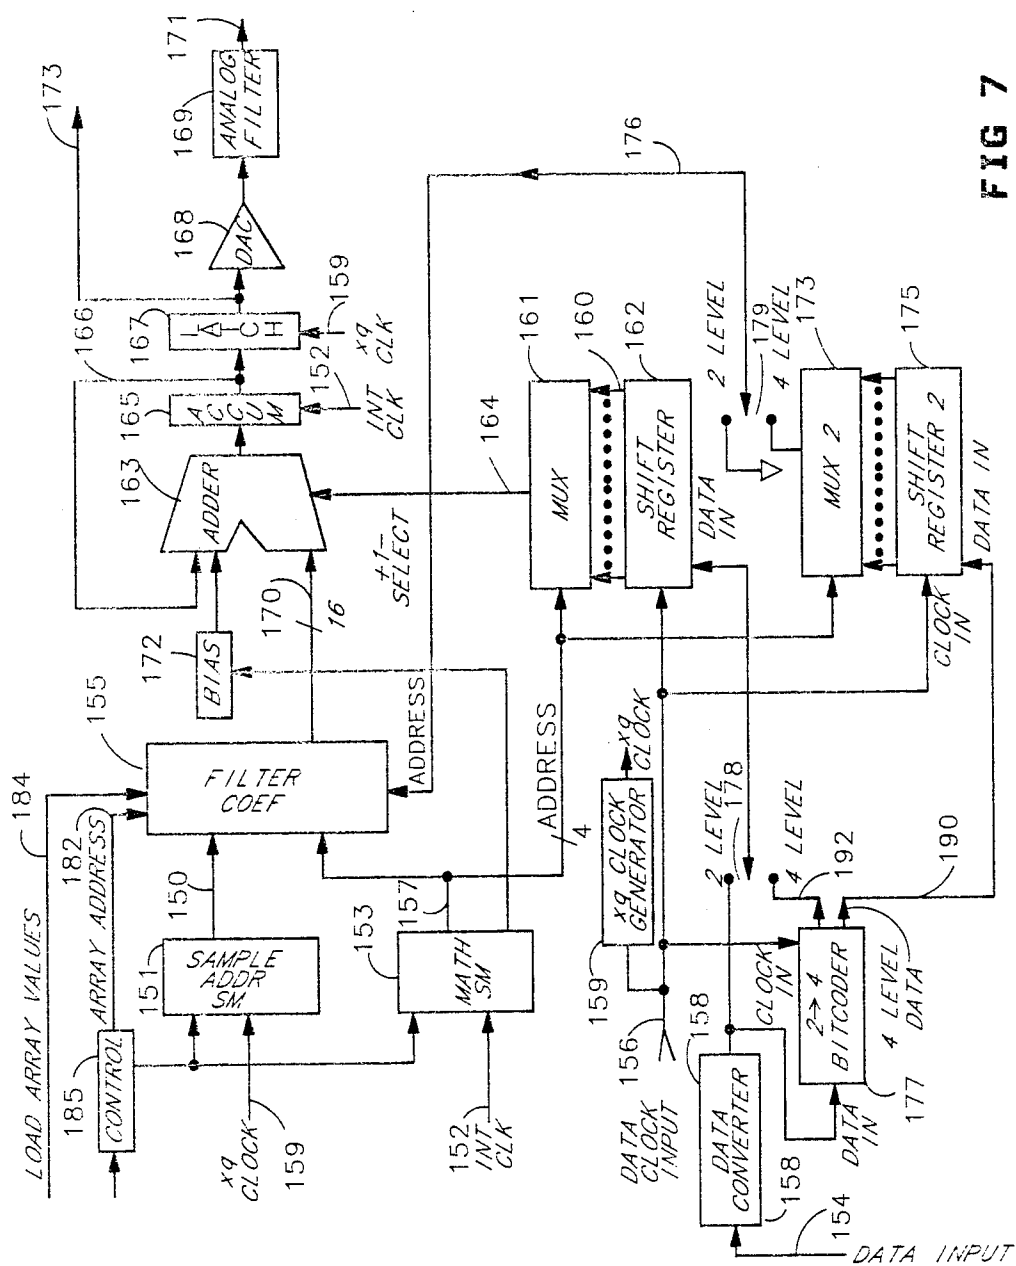 LOAD ARRAY VALUES
184
185
CONTROL
ARRAY ADDRESS
182
155
FILTER
COEF
173
166
171
169
ANALOG
FILTER
168
DAC
167
LATCH
159
x9
CLK
165
ACCUM
152
INT
CLK
163
ADDER
172
BIAS
170
16
+1-
SELECT
164
176
151
SAMPLE
ADDR
SM
150
x9
CLOCK
159
153
MATH
SM
157
152
INT
CLK
ADDRESS
ADDRESS
4
161
MUX
160
162
SHIFT
REGISTER
DATA
IN
2 LEVEL
179
4 LEVEL
173
MUX 2
175
SHIFT
REGISTER 2
CLOCK
IN
DATA IN
159
x9 CLOCK
GENERATOR
x9
CLOCK
156
DATA
CLOCK
INPUT
158
DATA
CONVERTER
158
154
DATA INPUT
2 LEVEL
178
4 LEVEL
192
190
CLOCK
IN
2→4
BITCODER
4 LEVEL
DATA
177
DATA
IN
FIG 7